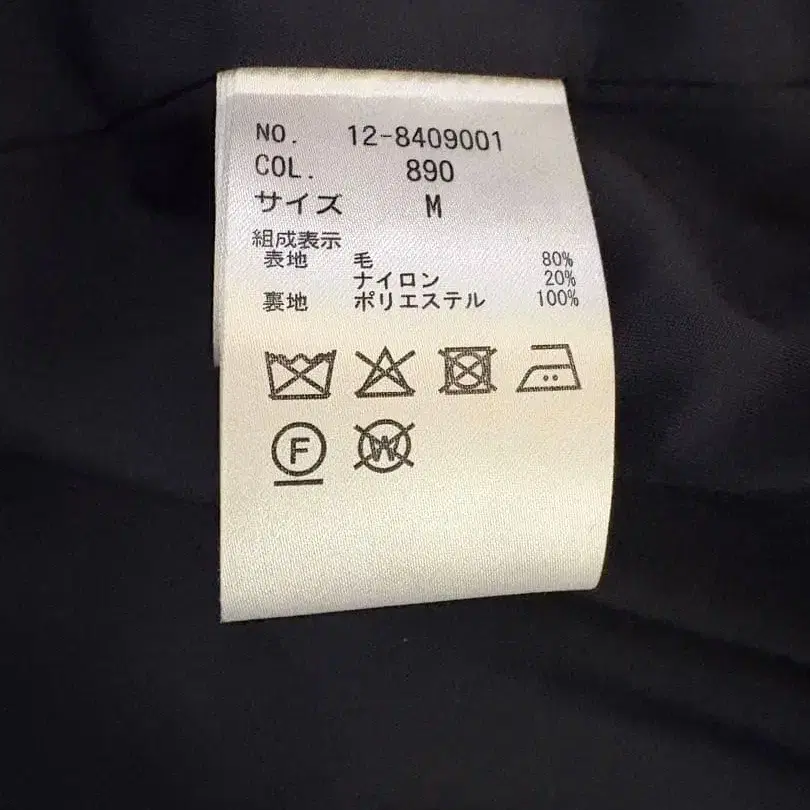 NO. 12-8409001
COL. 890
サイズ M
組成表示
表地 毛 80%
ナイロン 20%
裏地 ポリエステル 100%
F
W